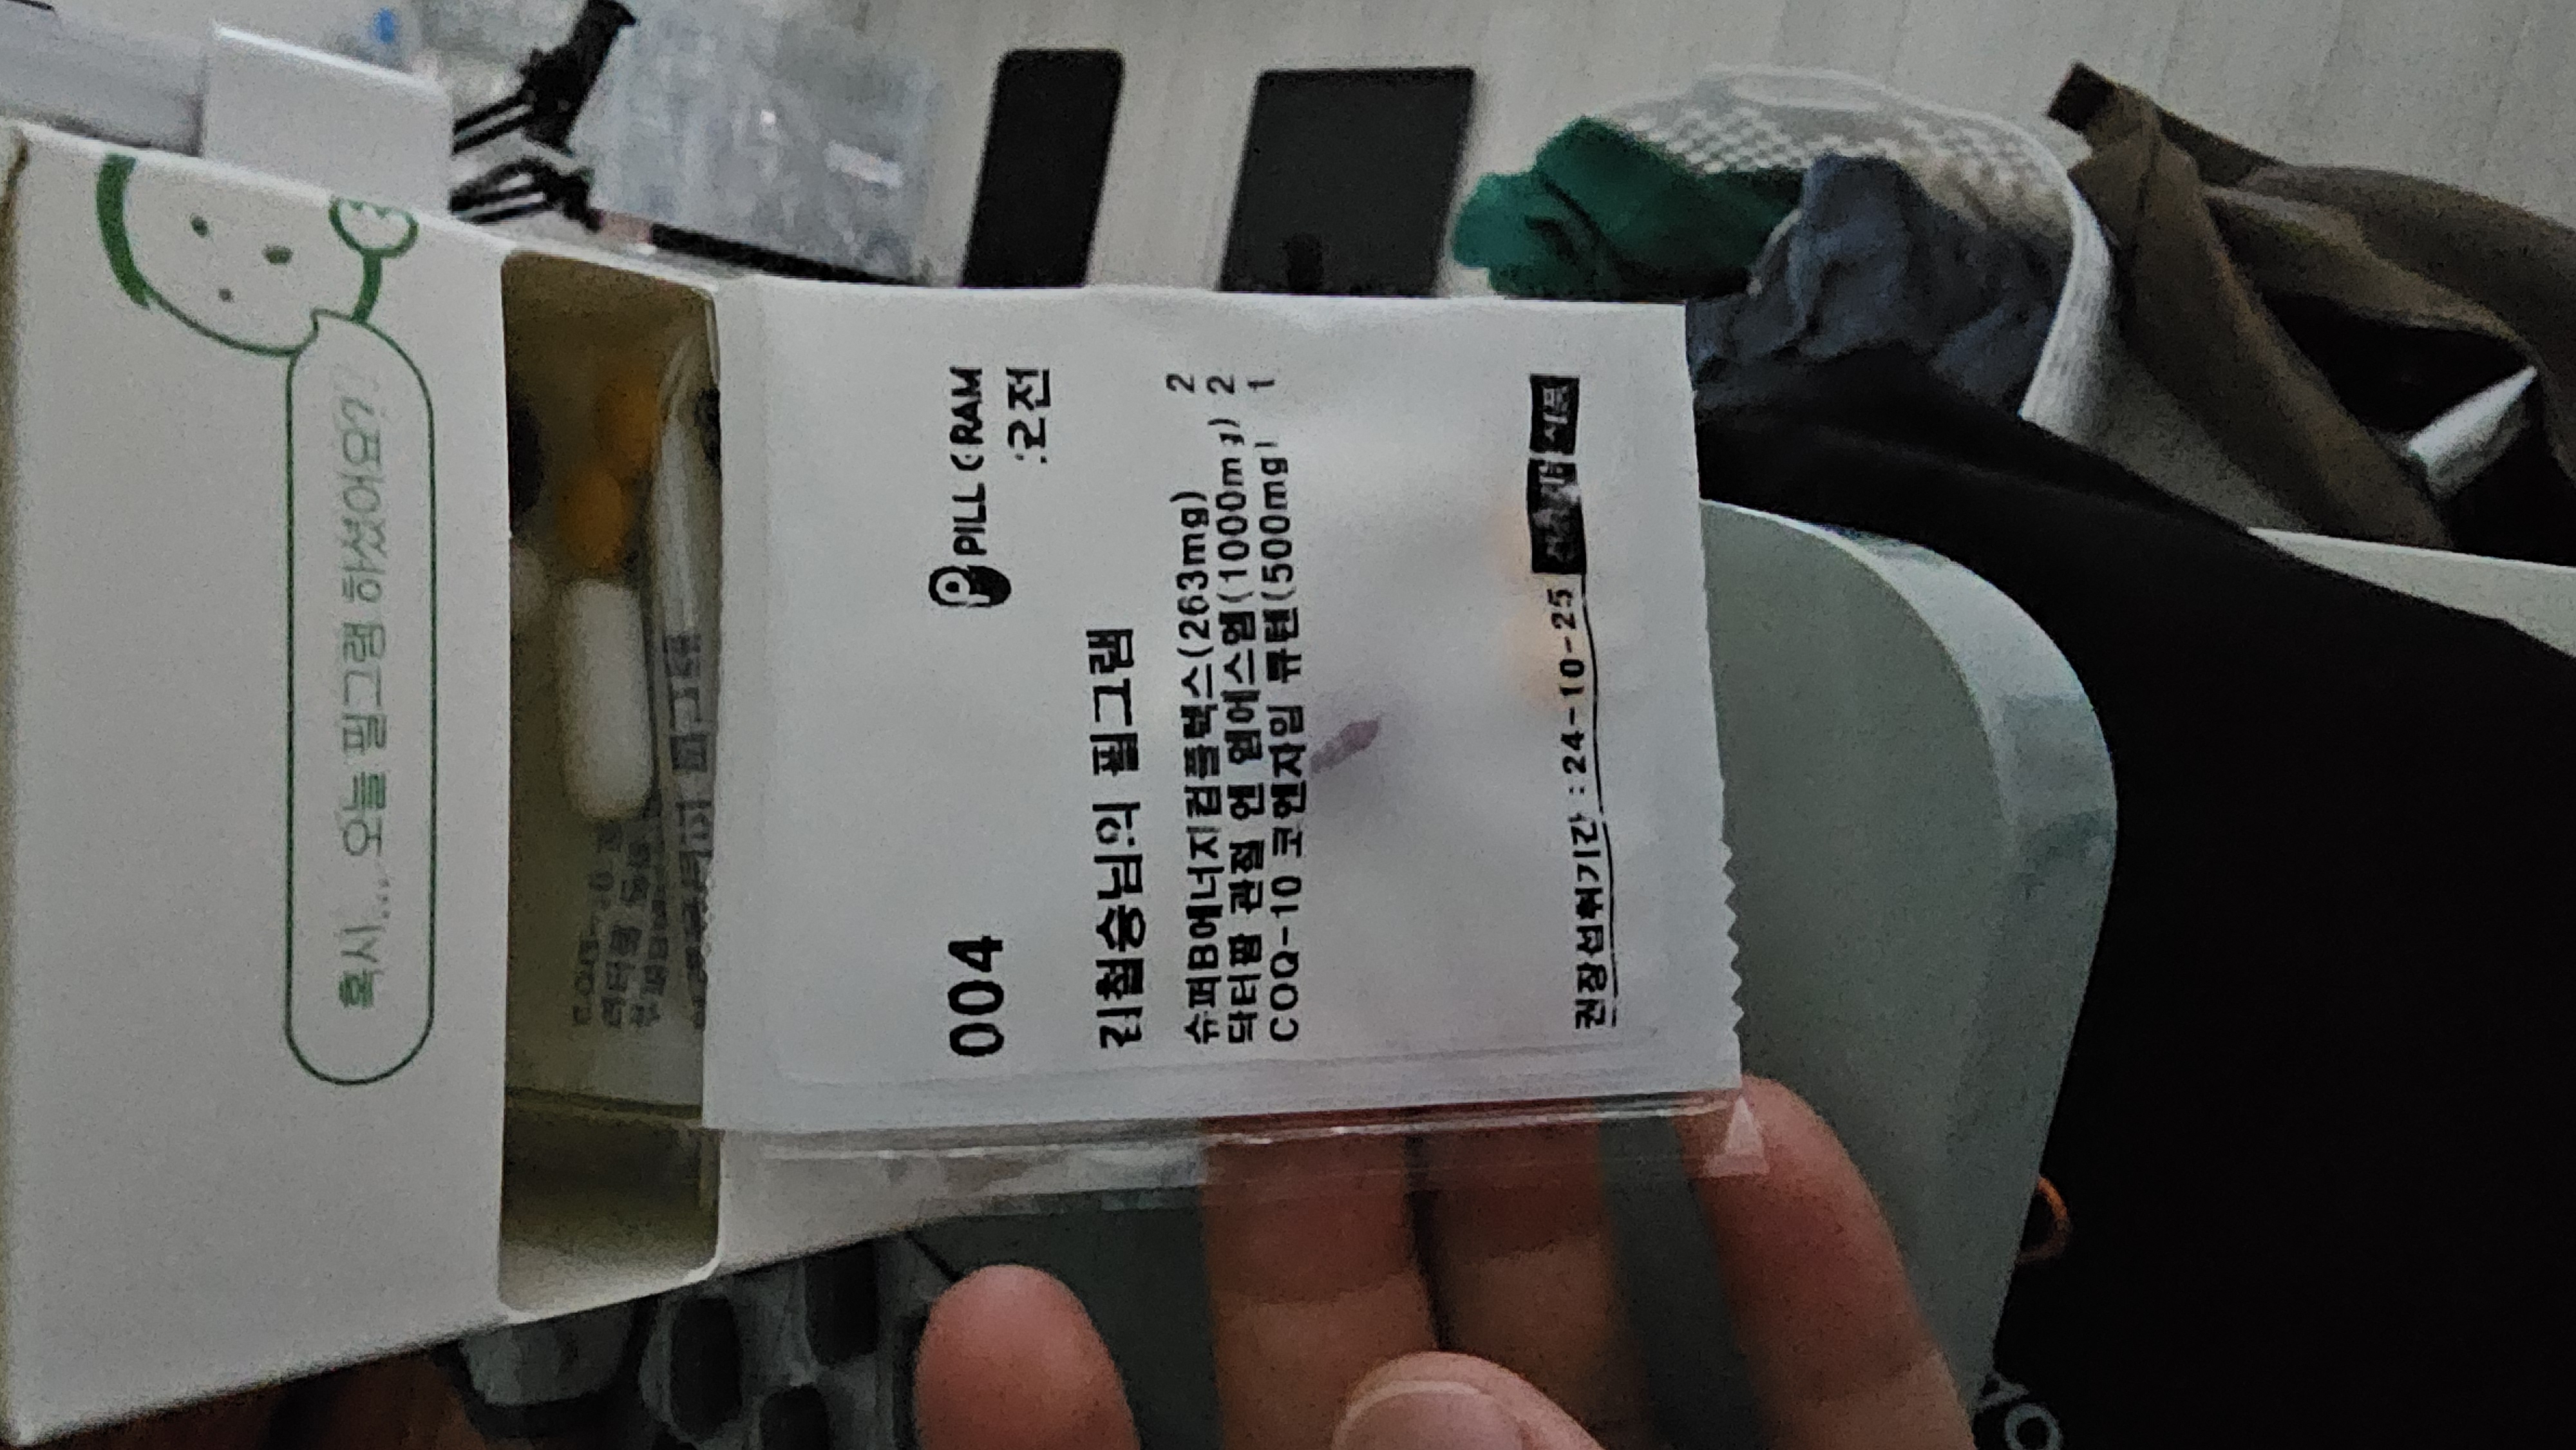 혹시... 오늘 필그램 하셨어요?
004
PILLGRAM
오전
김철승님의 필그램
슈퍼B에너지컴플렉스(263mg) 2
닥터팜 관절 엔 엠에스엠(1000mg) 2
COQ-10 코엔자임 큐텐(500mg) 1
권장섭취기간 : 24-10-25